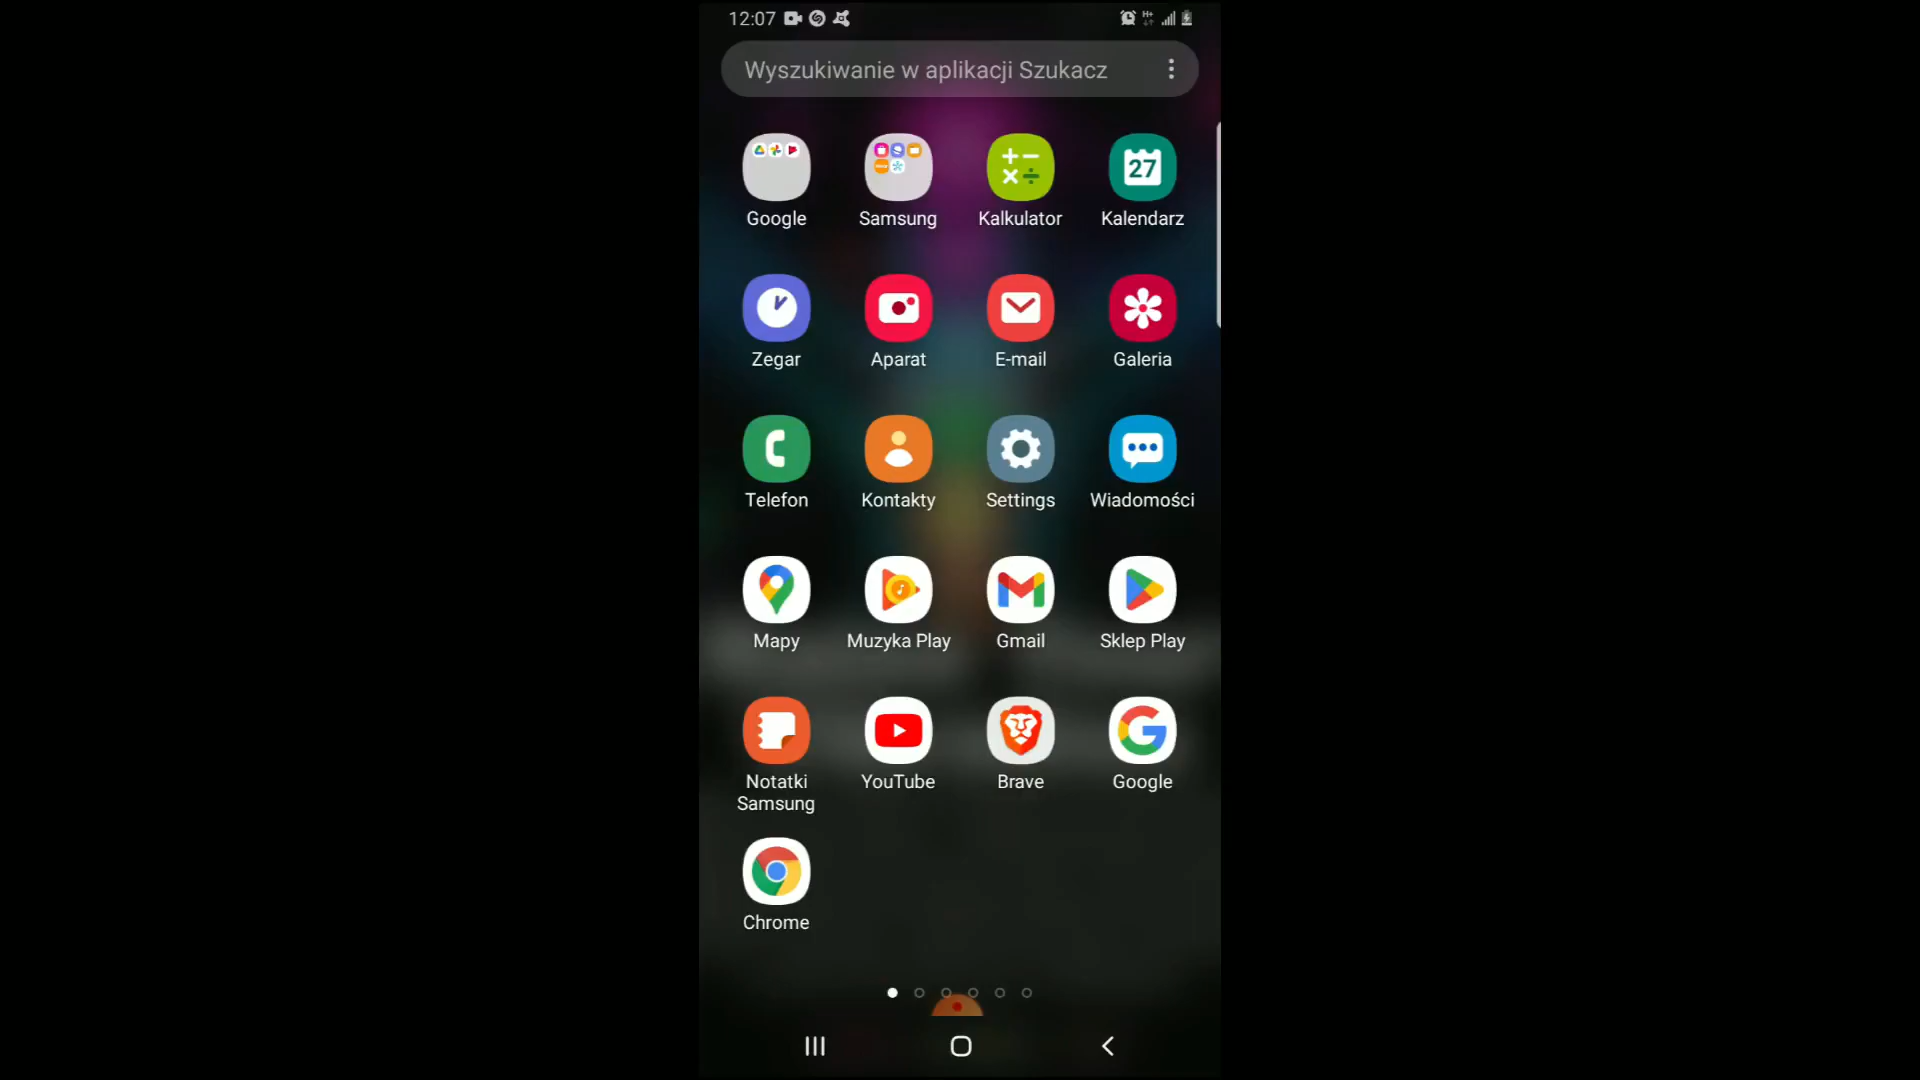 12:07
Wyszukiwanie w aplikacji Szukacz
Google
Samsung
Kalkulator
27
Kalendarz
Zegar
Aparat
E-mail
Galeria
Telefon
Kontakty
Settings
Wiadomości
Mapy
Muzyka Play
Gmail
Sklep Play
Notatki
Samsung
YouTube
Brave
Google
Chrome